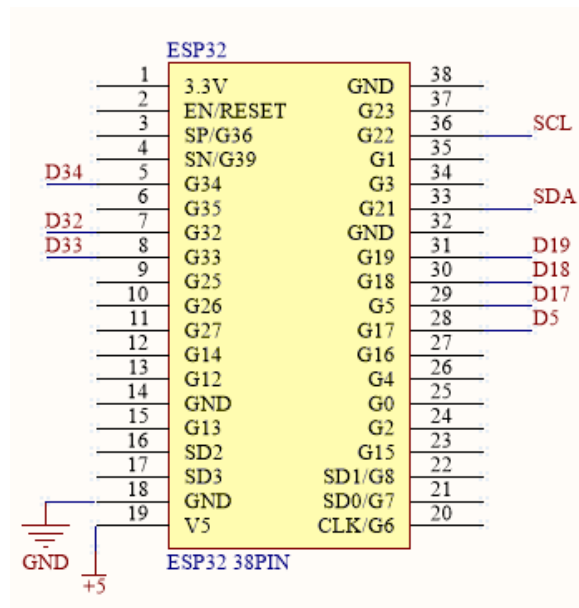 ESP32
1 3.3V GND 38
2 EN/RESET G23 37
3 SP/G36 G22 36 SCL
4 SN/G39 G1 35
D34 5 G34 G3 34
6 G35 G21 33 SDA
D32 7 G32 GND 32
D33 8 G33 G19 31 D19
9 G25 G18 30 D18
10 G26 G5 29 D17
11 G27 G17 28 D5
12 G14 G16 27
13 G12 G4 26
14 GND G0 25
15 G13 G2 24
16 SD2 G15 23
17 SD3 SD1/G8 22
18 GND SD0/G7 21
19 V5 CLK/G6 20
GND
+5
ESP32 38PIN